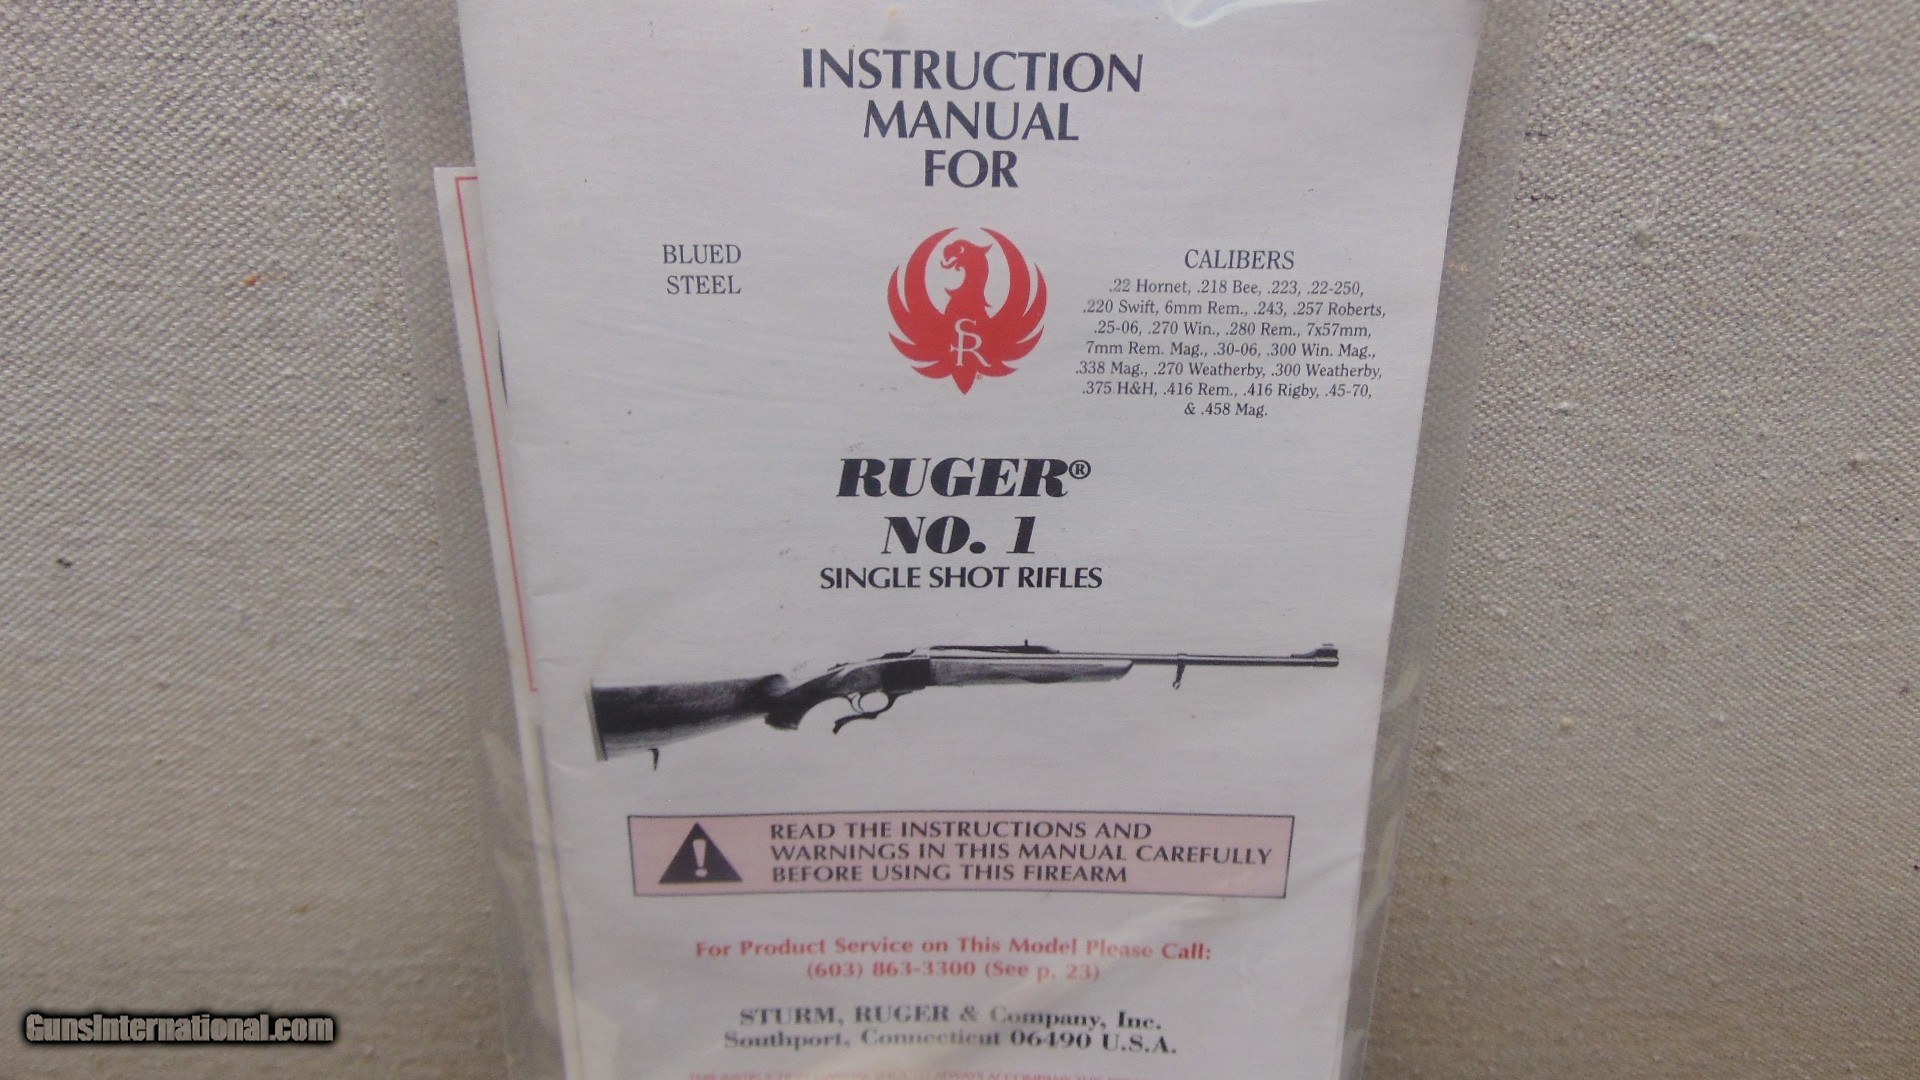 INSTRUCTION
MANUAL
FOR
BLUED
STEEL
SR
CALIBERS
.22 Hornet, .218 Bee, .223, .22-250,
.220 Swift, 6mm Rem., .243, .257 Roberts,
.25-06, .270 Win., .280 Rem., 7x57mm,
7mm Rem. Mag., .30-06, .300 Win. Mag.,
.338 Mag., .270 Weatherby, .300 Weatherby,
.375 H&H, .416 Rem., .416 Rigby, .45-70,
& .458 Mag.
RUGER®
NO. 1
SINGLE SHOT RIFLES
READ THE INSTRUCTIONS AND
WARNINGS IN THIS MANUAL CAREFULLY
BEFORE USING THIS FIREARM
For Product Service on This Model Please Call:
(603) 863-3300 (See p. 23)
STURM, RUGER & Company, Inc.
Southport, Connecticut 06490 U.S.A.
GunsInternational.com